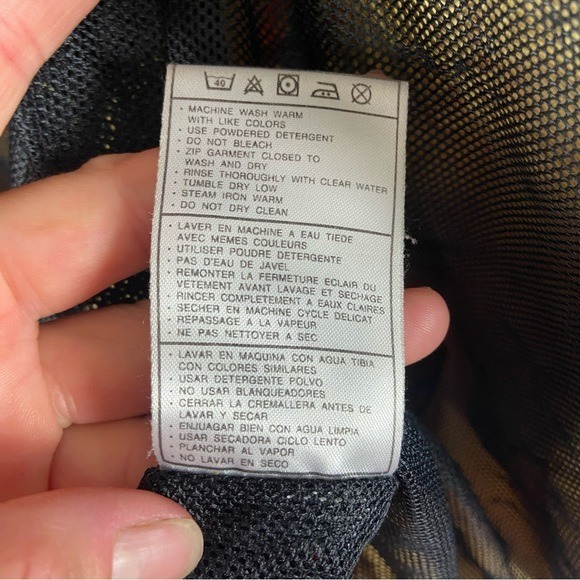 40
· MACHINE WASH WARM
WITH LIKE COLORS
· USE POWDERED DETERGENT
· DO NOT BLEACH
· ZIP GARMENT CLOSED TO
WASH AND DRY
· RINSE THOROUGHLY WITH CLEAR WATER
· TUMBLE DRY LOW
· STEAM IRON WARM
· DO NOT DRY CLEAN
· LAVER EN MACHINE A EAU TIEDE
AVEC MEMES COULEURS
· UTILISER POUDRE DETERGENTE
· PAS D'EAU DE JAVEL
· REMONTER LA FERMETURE ECLAIR DU
VETEMENT AVANT LAVAGE ET SECHAGE
· RINCER COMPLETEMENT A EAUX CLAIRES
· SECHER EN MACHINE CYCLE DELICAT
· REPASSAGE A LA VAPEUR
· NE PAS NETTOYER A SEC
· LAVAR EN MAQUINA CON AGUA TIBIA
CON COLORES SIMILARES
· USAR DETERGENTE POLVO
· NO USAR BLANQUEADORES
· CERRAR LA CREMALLERA ANTES DE
LAVAR Y SECAR
· ENJUAGAR BIEN CON AGUA LIMPIA
· USAR SECADORA CICLO LENTO
· PLANCHAR AL VAPOR
· NO LAVAR EN SECO